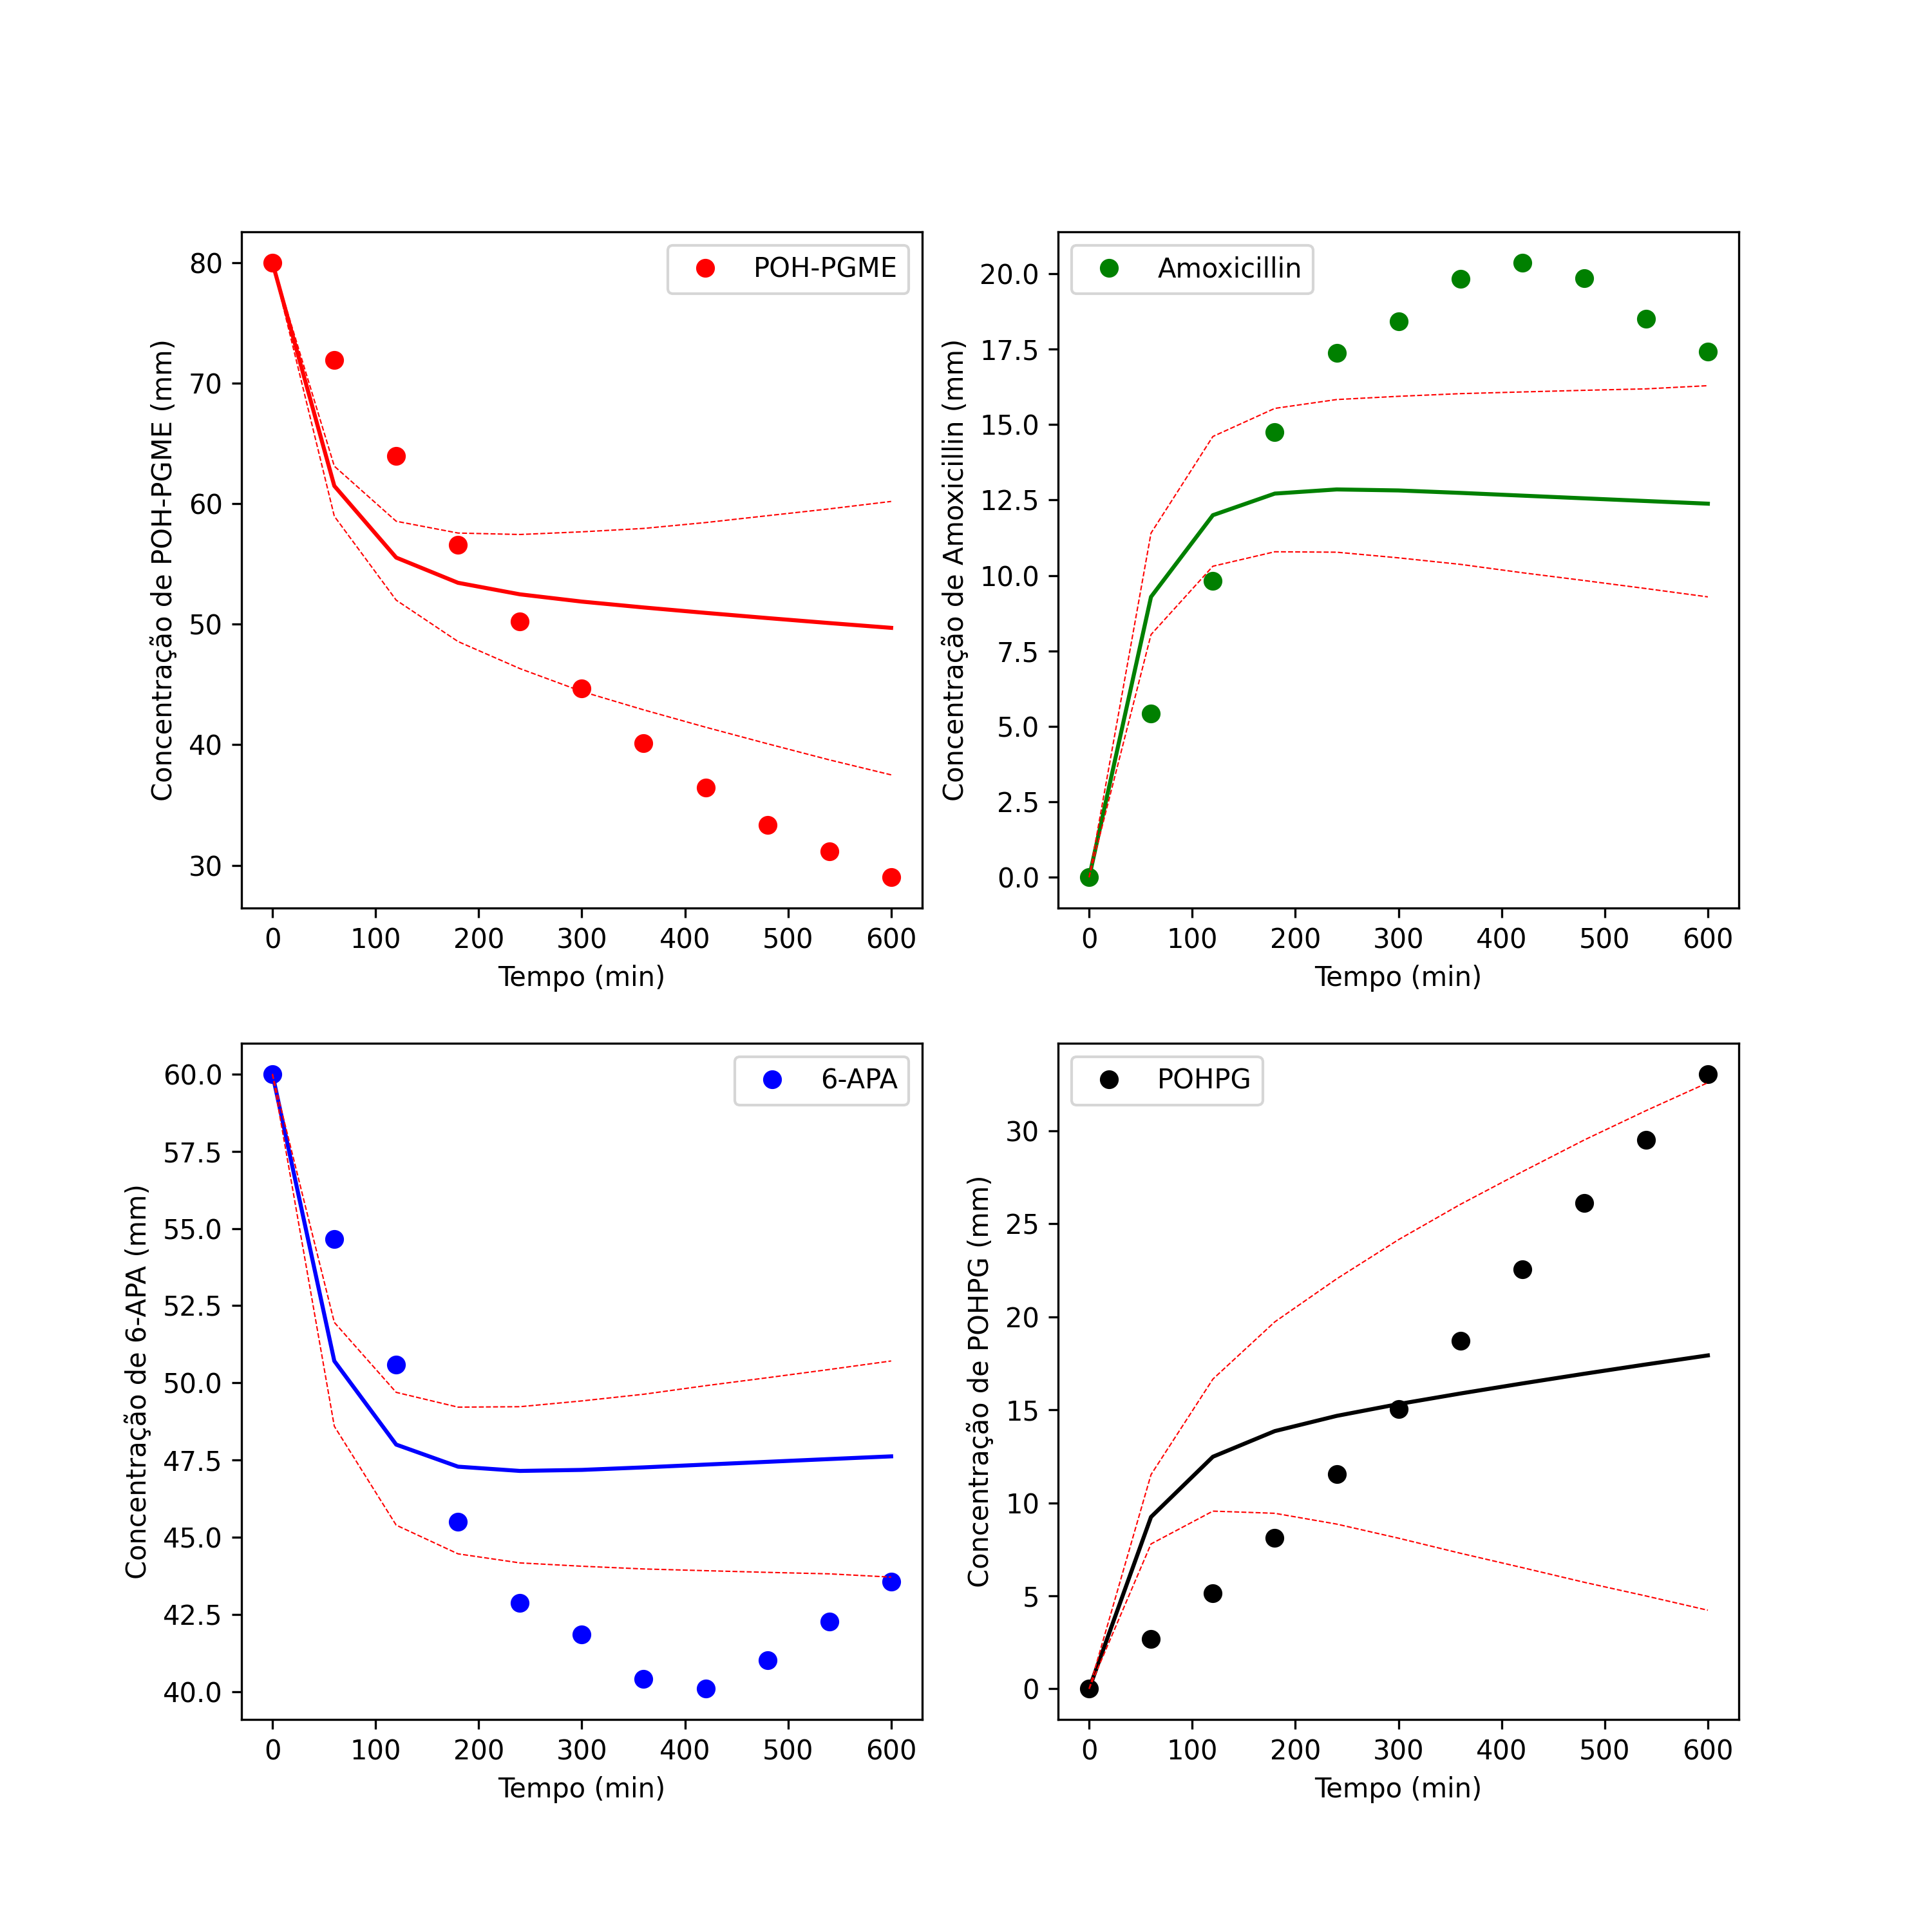 POH-PGME
Concentração de POH-PGME (mm)
80
70
60
50
40
30
0 100 200 300 400 500 600
Tempo (min)
Amoxicillin
Concentração de Amoxicillin (mm)
20.0
17.5
15.0
12.5
10.0
7.5
5.0
2.5
0.0
0 100 200 300 400 500 600
Tempo (min)
6-APA
Concentração de 6-APA (mm)
60.0
57.5
55.0
52.5
50.0
47.5
45.0
42.5
40.0
0 100 200 300 400 500 600
Tempo (min)
POHPG
Concentração de POHPG (mm)
30
25
20
15
10
5
0
0 100 200 300 400 500 600
Tempo (min)